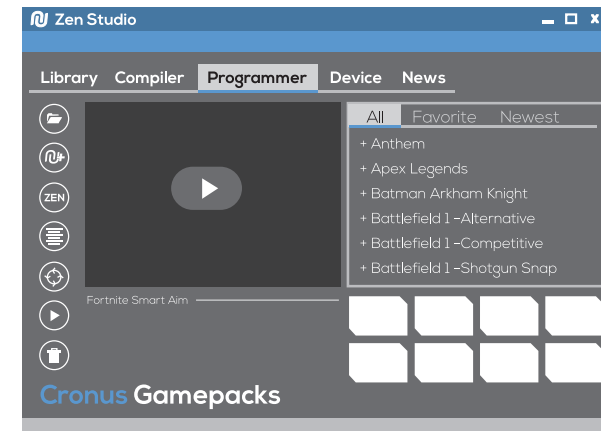 Zen Studio
Library Compiler Programmer Device News
All Favorite Newest
+ Anthem
+ Apex Legends
+ Batman Arkham Knight
+ Battlefield 1 -Alternative
+ Battlefield 1 -Competitive
+ Battlefield 1 -Shotgun Snap
ZEN
Fortnite Smart Aim
Cronus Gamepacks